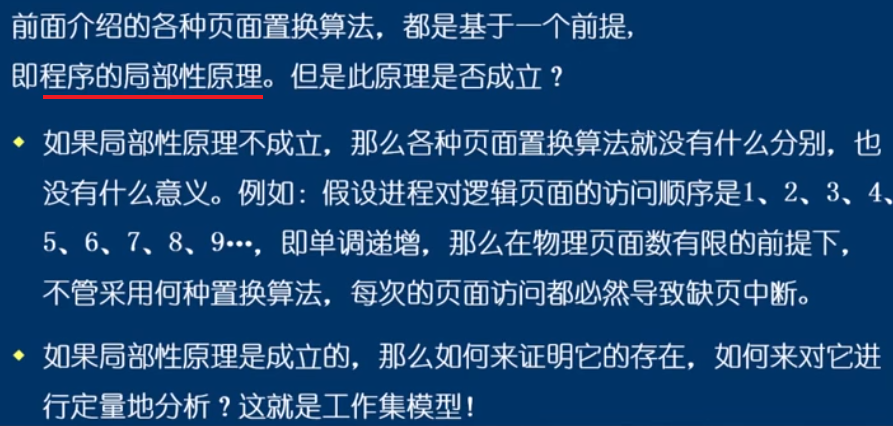 前面介绍的各种页面置换算法，都是基于一个前提，
即程序的局部性原理。但是此原理是否成立？
如果局部性原理不成立，那么各种页面置换算法就没有什么分别，也
没有什么意义。例如：假设进程对逻辑页面的访问顺序是1、2、3、4、
5、6、7、8、9…，即单调递增，那么在物理页面数有限的前提下，
不管采用何种置换算法，每次的页面访问都必然导致缺页中断。
如果局部性原理是成立的，那么如何来证明它的存在，如何来对它进
行定量地分析？这就是工作集模型！